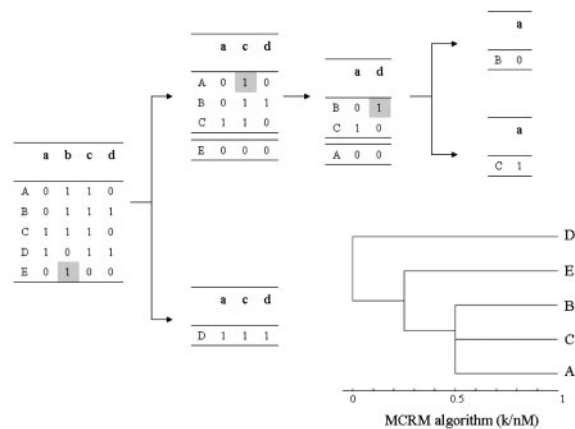 a b c d
A 0 1 1 0
B 0 1 1 1
C 1 1 1 0
D 1 0 1 1
E 0 1 0 0
a c d
A 0 1 0
B 0 1 1
C 1 1 0
E 0 0 0
a c d
D 1 1 1
a d
B 0 1
C 1 0
A 0 0
a
B 0
a
C 1
D
E
B
C
A
0 0.5 1
MCRM algorithm (k/nM)